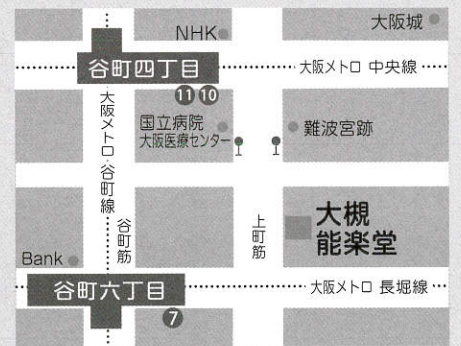 NHK
大阪城
谷町四丁目
大阪メトロ 中央線
⑪⑩
大阪メトロ 谷町線
国立病院
大阪医療センター
難波宮跡
谷町筋
上町筋
大槻
能楽堂
Bank
谷町六丁目
大阪メトロ 長堀線
⑦